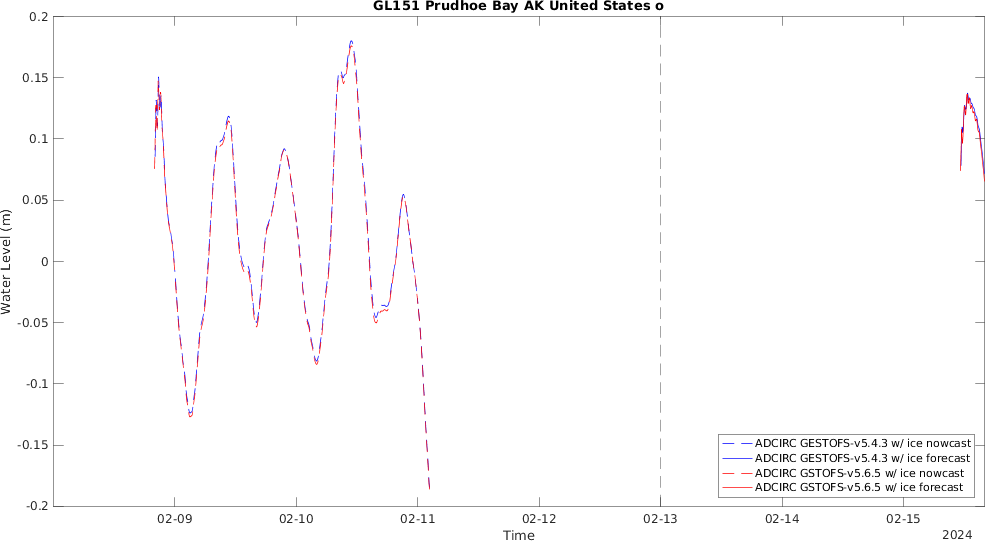 GL151 Prudhoe Bay AK United States o
0.2
0.15
0.1
0.05
0
-0.05
-0.1
-0.15
-0.2
Water Level (m)
02-09
02-10
02-11
02-12
02-13
02-14
02-15
Time
2024
ADCIRC GESTOFS-v5.4.3 w/ ice nowcast
ADCIRC GESTOFS-v5.4.3 w/ ice forecast
ADCIRC GSTOFS-v5.6.5 w/ ice nowcast
ADCIRC GSTOFS-v5.6.5 w/ ice forecast